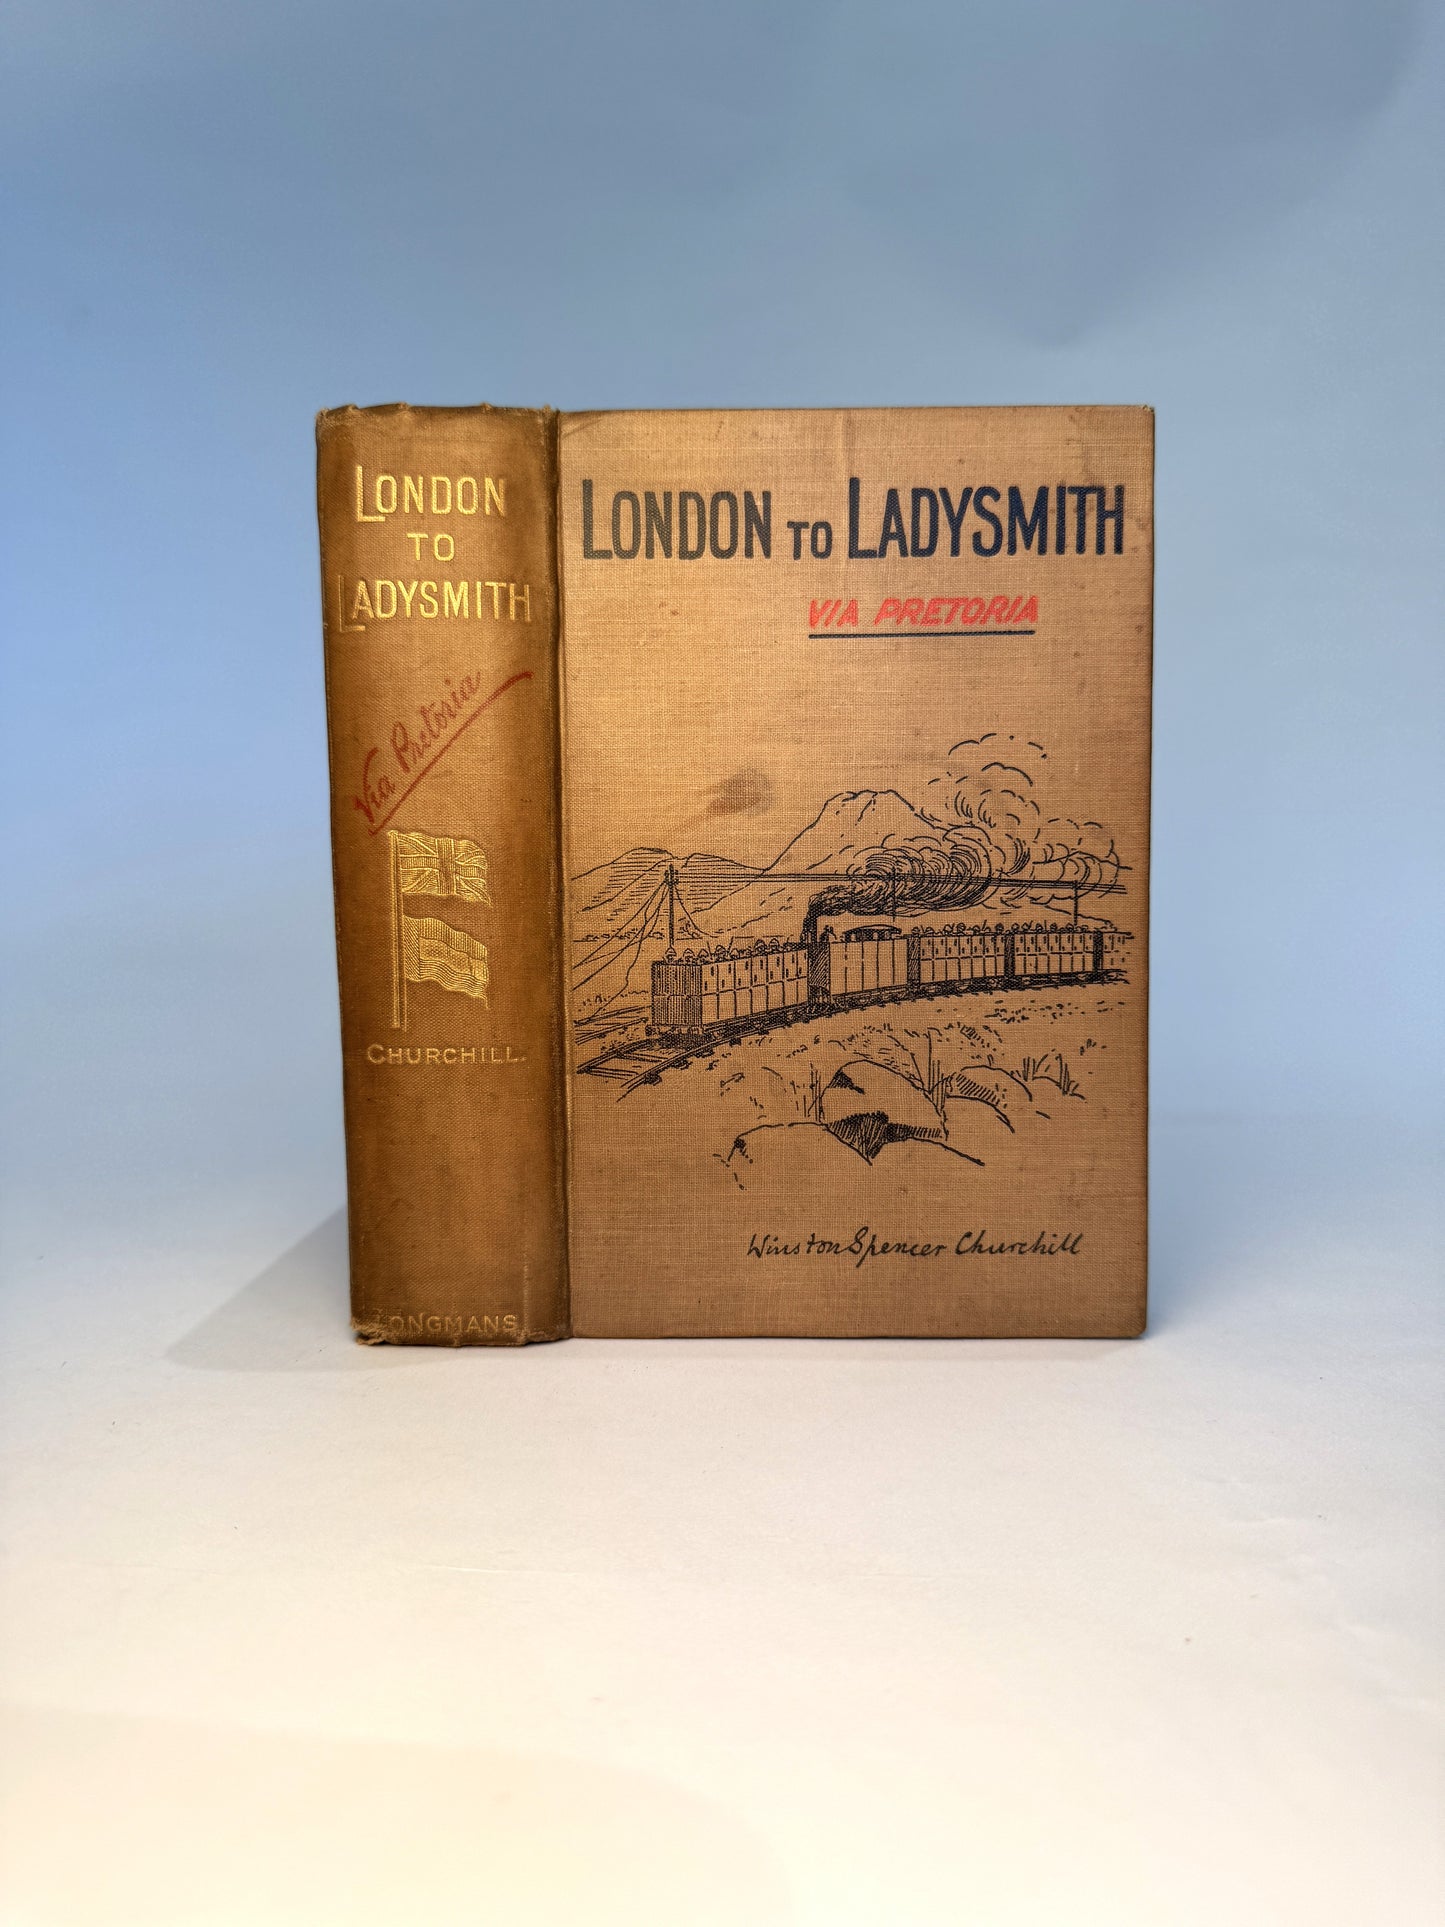 LONDON
TO
LADYSMITH
Via Pretoria
CHURCHILL.
LONGMANS
LONDON TO LADYSMITH
VIA PRETORIA
Winston Spencer Churchill